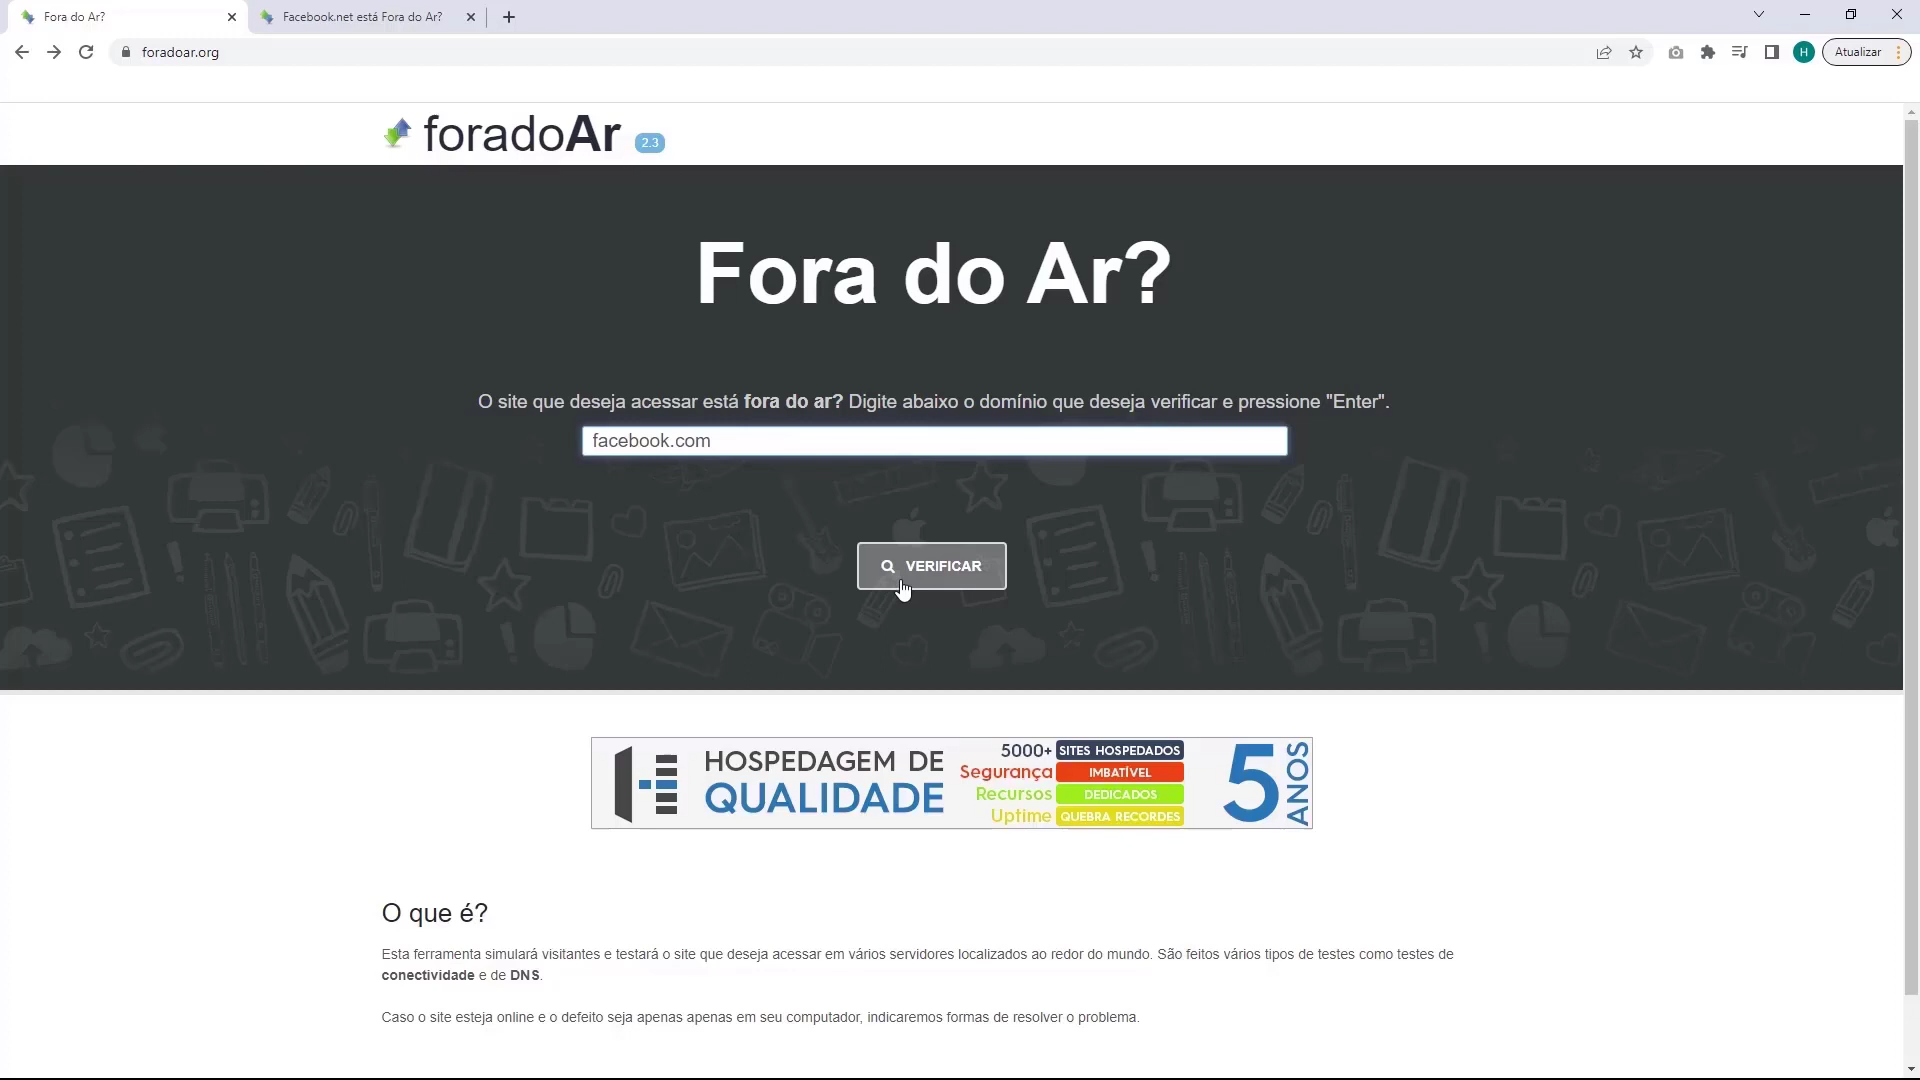 Fora do Ar?
Facebook.net está Fora do Ar?
foradoar.org
H
Atualizar
foradoAr 2.3
Fora do Ar?
O site que deseja acessar está fora do ar? Digite abaixo o domínio que deseja verificar e pressione "Enter".
facebook.com
VERIFICAR
HOSPEDAGEM DE
QUALIDADE
5000+ SITES HOSPEDADOS
Segurança IMBATÍVEL
Recursos DEDICADOS
Uptime QUEBRA RECORDES
5 ANOS
O que é?
Esta ferramenta simulará visitantes e testará o site que deseja acessar em vários servidores localizados ao redor do mundo. São feitos vários tipos de testes como testes de
conectividade e de DNS.
Caso o site esteja online e o defeito seja apenas apenas em seu computador, indicaremos formas de resolver o problema.